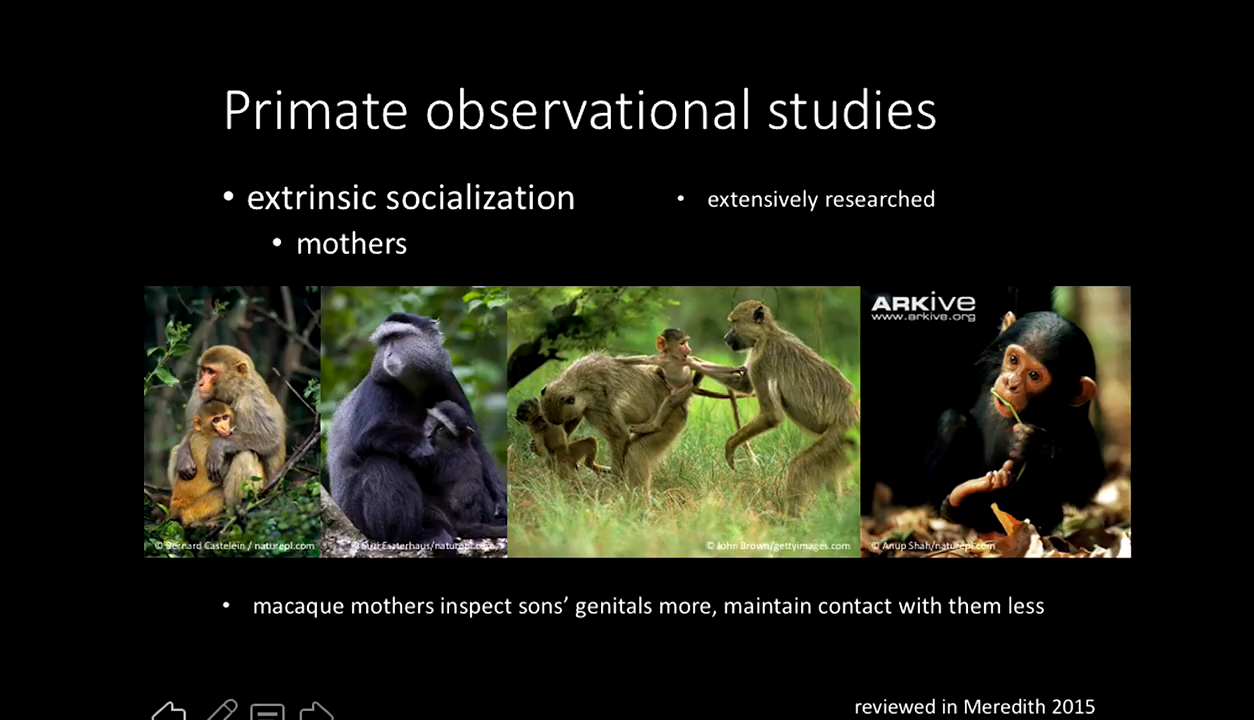 Primate observational studies
• extrinsic socialization
• extensively researched
• mothers
ARKive
www.arkive.org
© Bernard Castelein / naturepl.com
© Suzi Eszterhas/naturepl.com
© John Brown/gettyimages.com
© Anup Shah/naturepl.com
• macaque mothers inspect sons’ genitals more, maintain contact with them less
reviewed in Meredith 2015